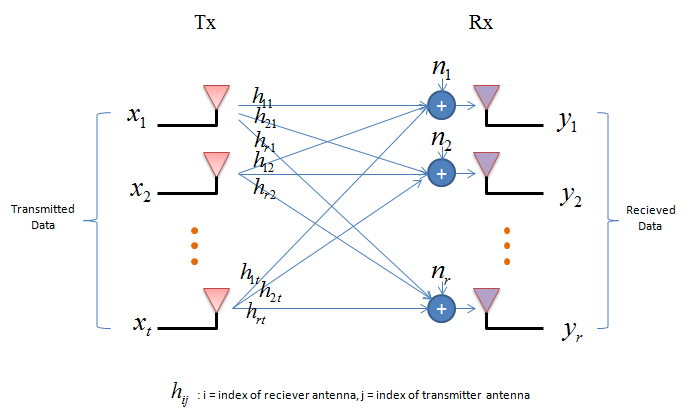 Tx Rx
n₁
h₁₁
x₁ h₂₁ y₁
hᵣ₁ n₂
h₁₂
x₂ hᵣ₂ y₂
Transmitted Data
Recieved Data
h₁ₜ nᵣ
h₂ₜ
hᵣₜ
xₜ yᵣ
hᵢⱼ : i = index of reciever antenna, j = index of transmitter antenna
+
+
+